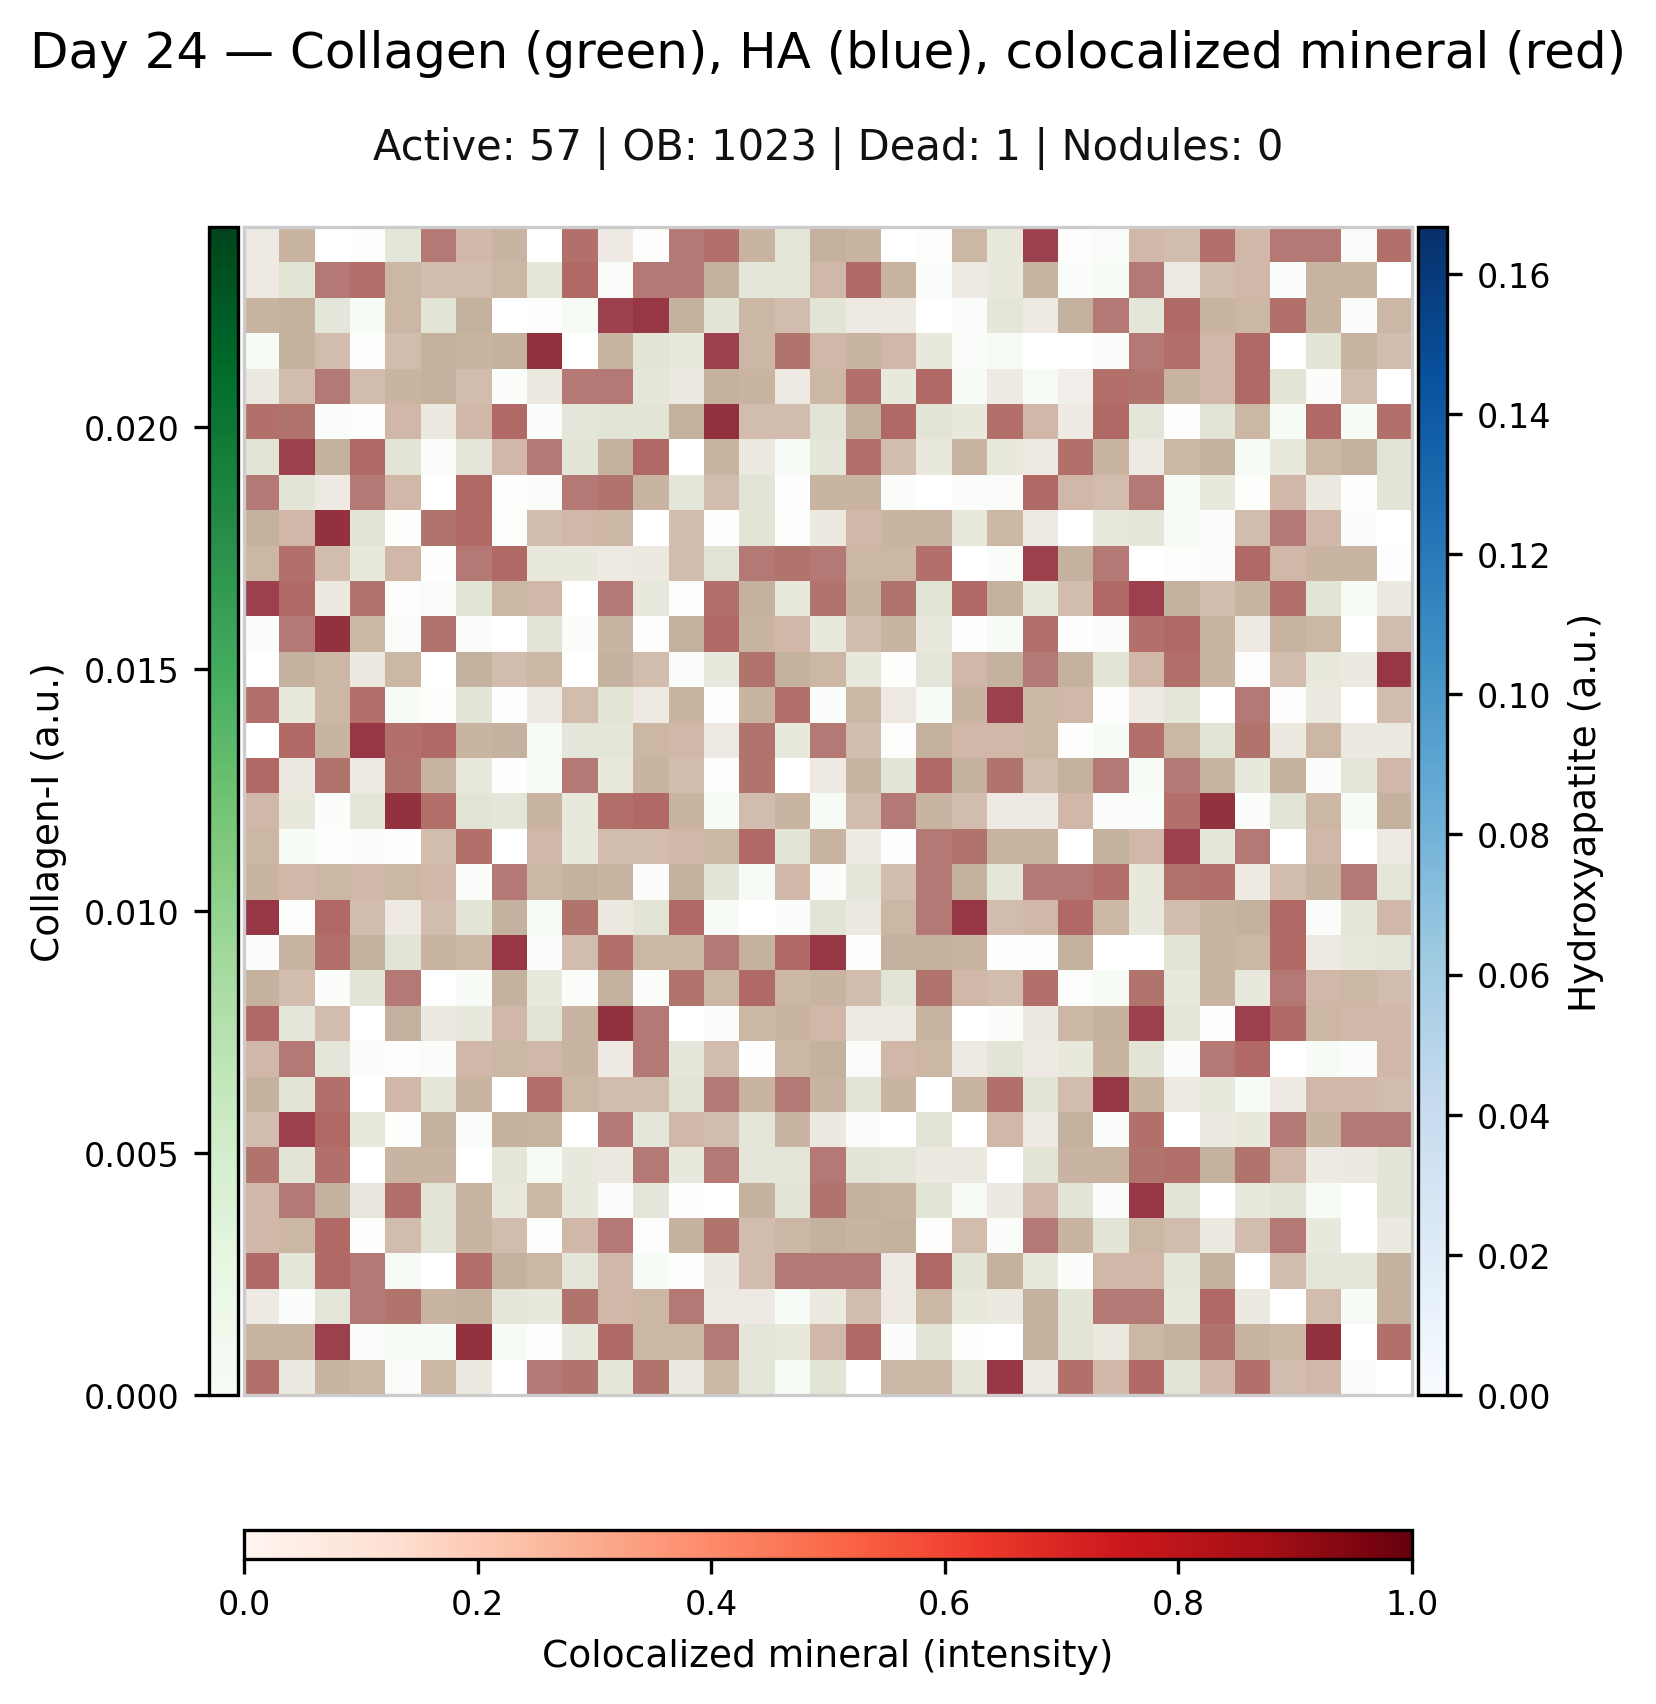 Day 24 — Collagen (green), HA (blue), colocalized mineral (red)
Active: 57 | OB: 1023 | Dead: 1 | Nodules: 0
Collagen-I (a.u.)
0.020
0.015
0.010
0.005
0.000
0.16
0.14
0.12
0.10
0.08
0.06
0.04
0.02
0.00
Hydroxyapatite (a.u.)
0.0 0.2 0.4 0.6 0.8 1.0
Colocalized mineral (intensity)